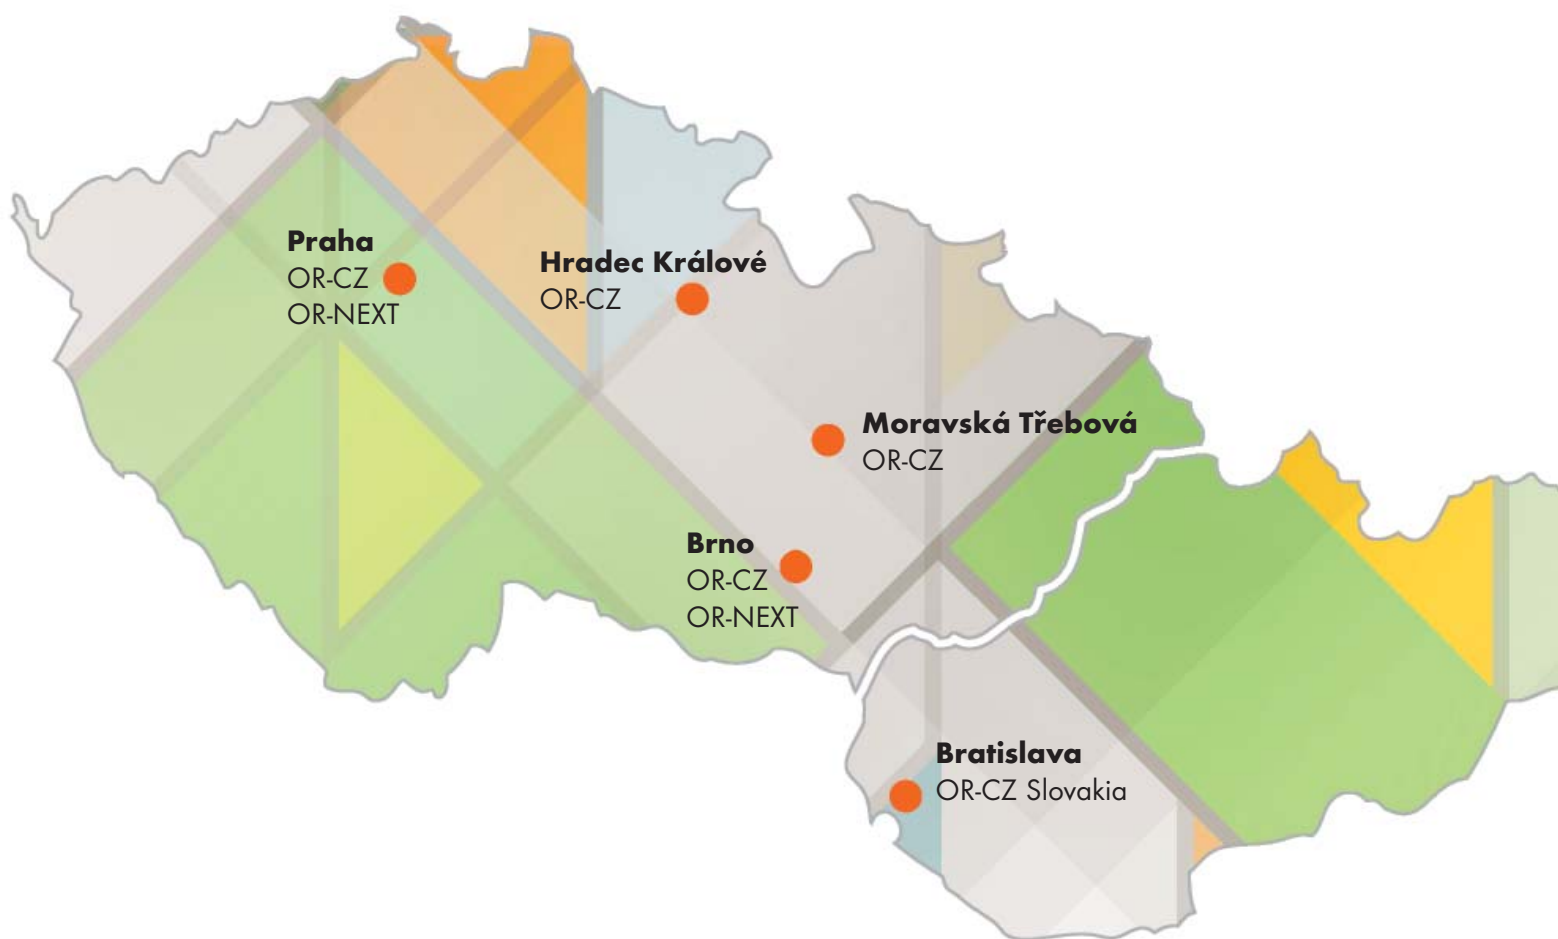 Praha
OR-CZ
OR-NEXT
Hradec Králové
OR-CZ
Moravská Třebová
OR-CZ
Brno
OR-CZ
OR-NEXT
Bratislava
OR-CZ Slovakia